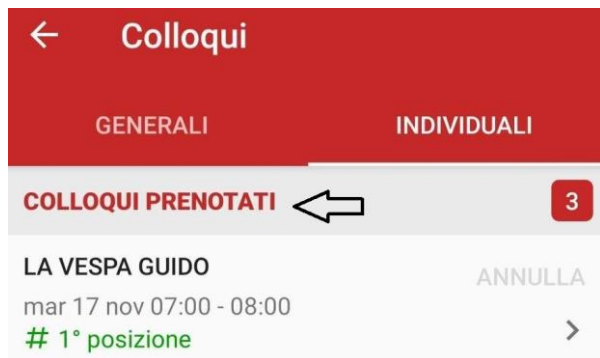 Colloqui
GENERALI INDIVIDUALI
COLLOQUI PRENOTATI 3
LA VESPA GUIDO ANNULLA
mar 17 nov 07:00 - 08:00
# 1° posizione